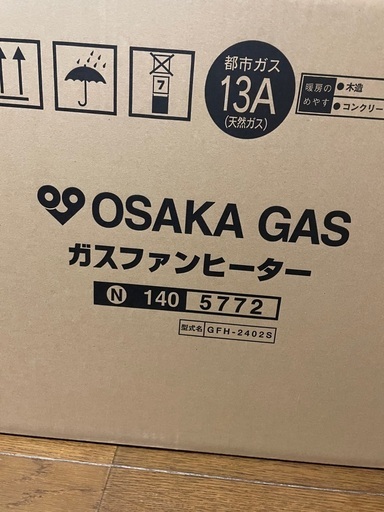 7
都市ガス
13A
(天然ガス)
暖房の
めやす
●木造
●コンクリー
OSAKA GAS
ガスファンヒーター
N 140 5772
型式名 GFH-2402S